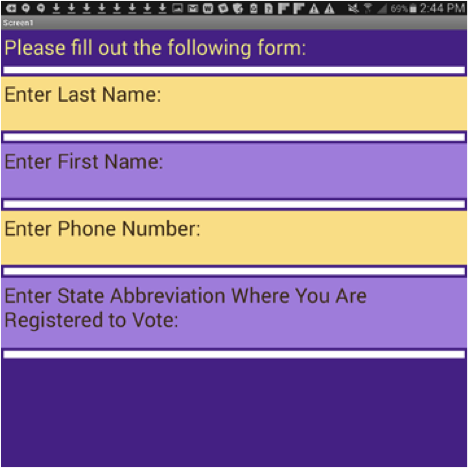 69% 2:44 PM
Screen1
Please fill out the following form:
Enter Last Name:
Enter First Name:
Enter Phone Number:
Enter State Abbreviation Where You Are
Registered to Vote: